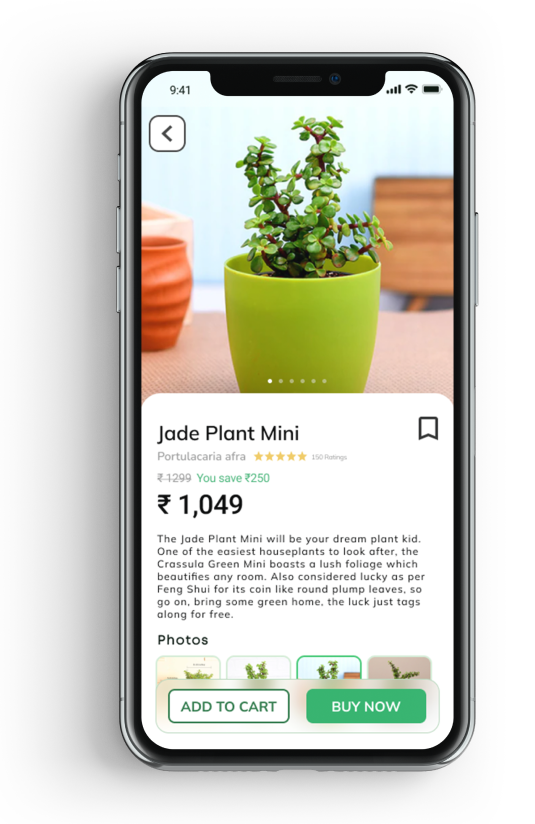 9:41
Jade Plant Mini
Portulacaria afra 150 Ratings
₹ 1299 You save ₹250
₹ 1,049
The Jade Plant Mini will be your dream plant kid.
One of the easiest houseplants to look after, the
Crassula Green Mini boasts a lush foliage which
beautifies any room. Also considered lucky as per
Feng Shui for its coin like round plump leaves, so
go on, bring some green home, the luck just tags
along for free.
Photos
ADD TO CART BUY NOW